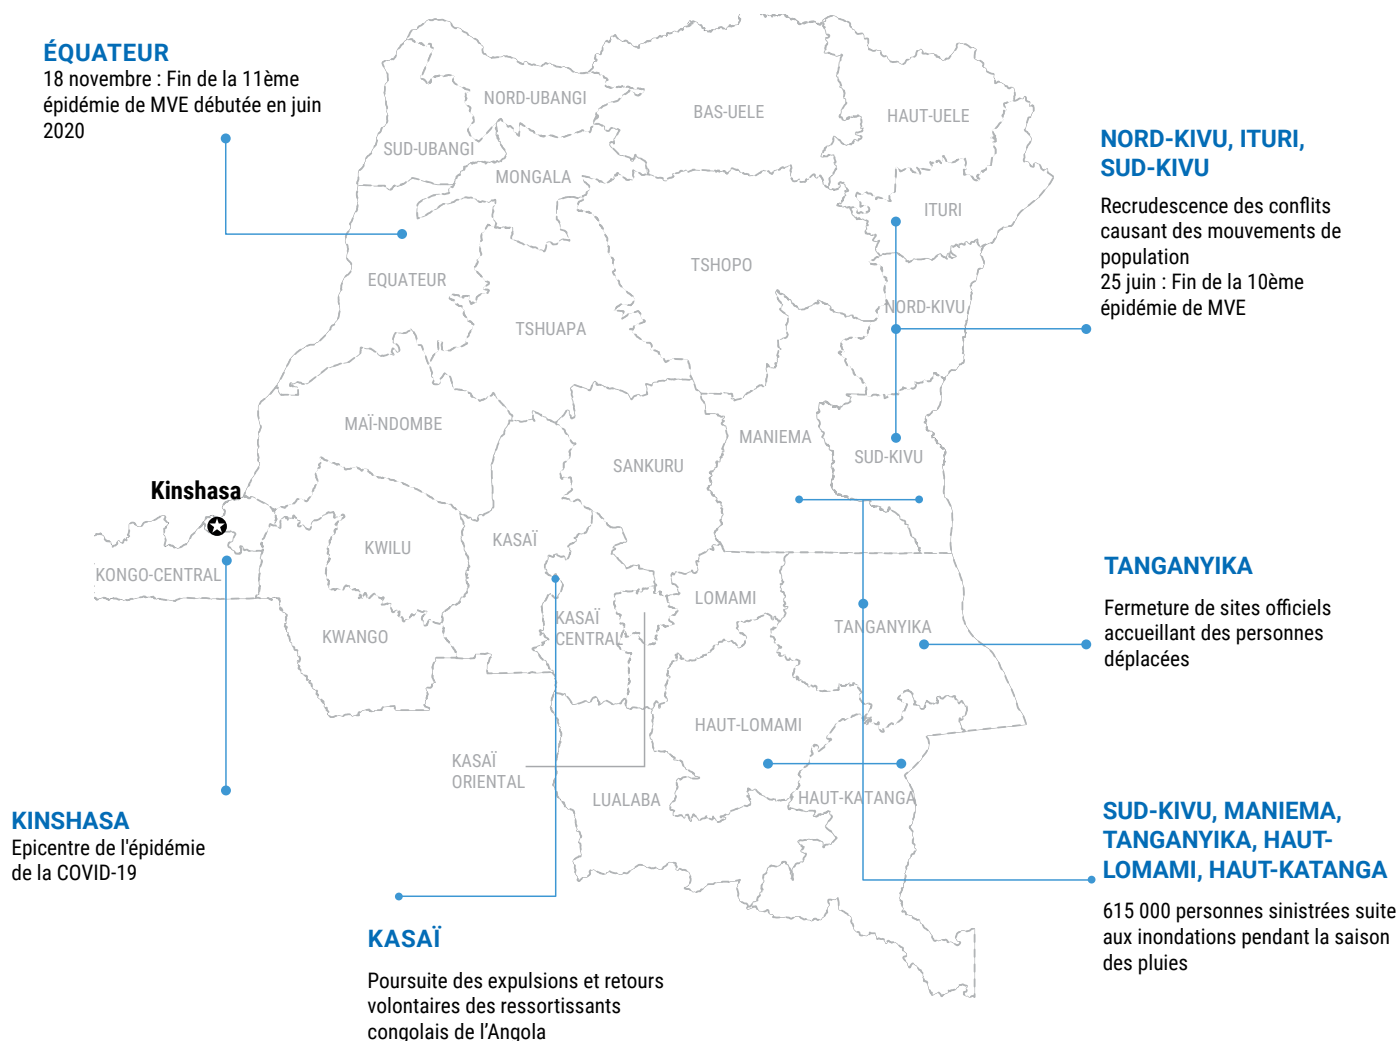 ÉQUATEUR
18 novembre : Fin de la 11ème
épidémie de MVE débutée en juin
2020
NORD-UBANGI
BAS-UELE
HAUT-UELE
SUD-UBANGI
MONGALA
ITURI
EQUATEUR
TSHOPO
NORD-KIVU
TSHUAPA
MAÏ-NDOMBE
MANIEMA
SUD-KIVU
SANKURU
Kinshasa
KWILU
KASAÏ
KONGO-CENTRAL
LOMAMI
KASAÏ
CENTRAL
TANGANYIKA
KWANGO
HAUT-LOMAMI
KASAÏ
ORIENTAL
LUALABA
HAUT-KATANGA
NORD-KIVU, ITURI,
SUD-KIVU
Recrudescence des conflits
causant des mouvements de
population
25 juin : Fin de la 10ème
épidémie de MVE
TANGANYIKA
Fermeture de sites officiels
accueillant des personnes
déplacées
SUD-KIVU, MANIEMA,
TANGANYIKA, HAUT-
LOMAMI, HAUT-KATANGA
615 000 personnes sinistrées suite
aux inondations pendant la saison
des pluies
KINSHASA
Epicentre de l'épidémie
de la COVID-19
KASAÏ
Poursuite des expulsions et retours
volontaires des ressortissants
congolais de l’Angola